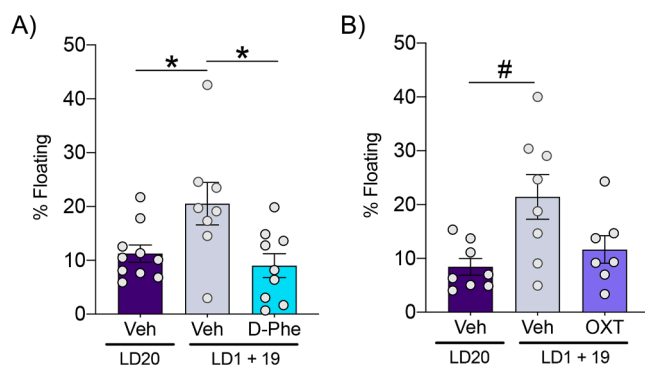 A)
50
40
30
20
10
0
% Floating
*
*
Veh
Veh
D-Phe
LD20
LD1 + 19
B)
50
40
30
20
10
0
% Floating
#
Veh
Veh
OXT
LD20
LD1 + 19